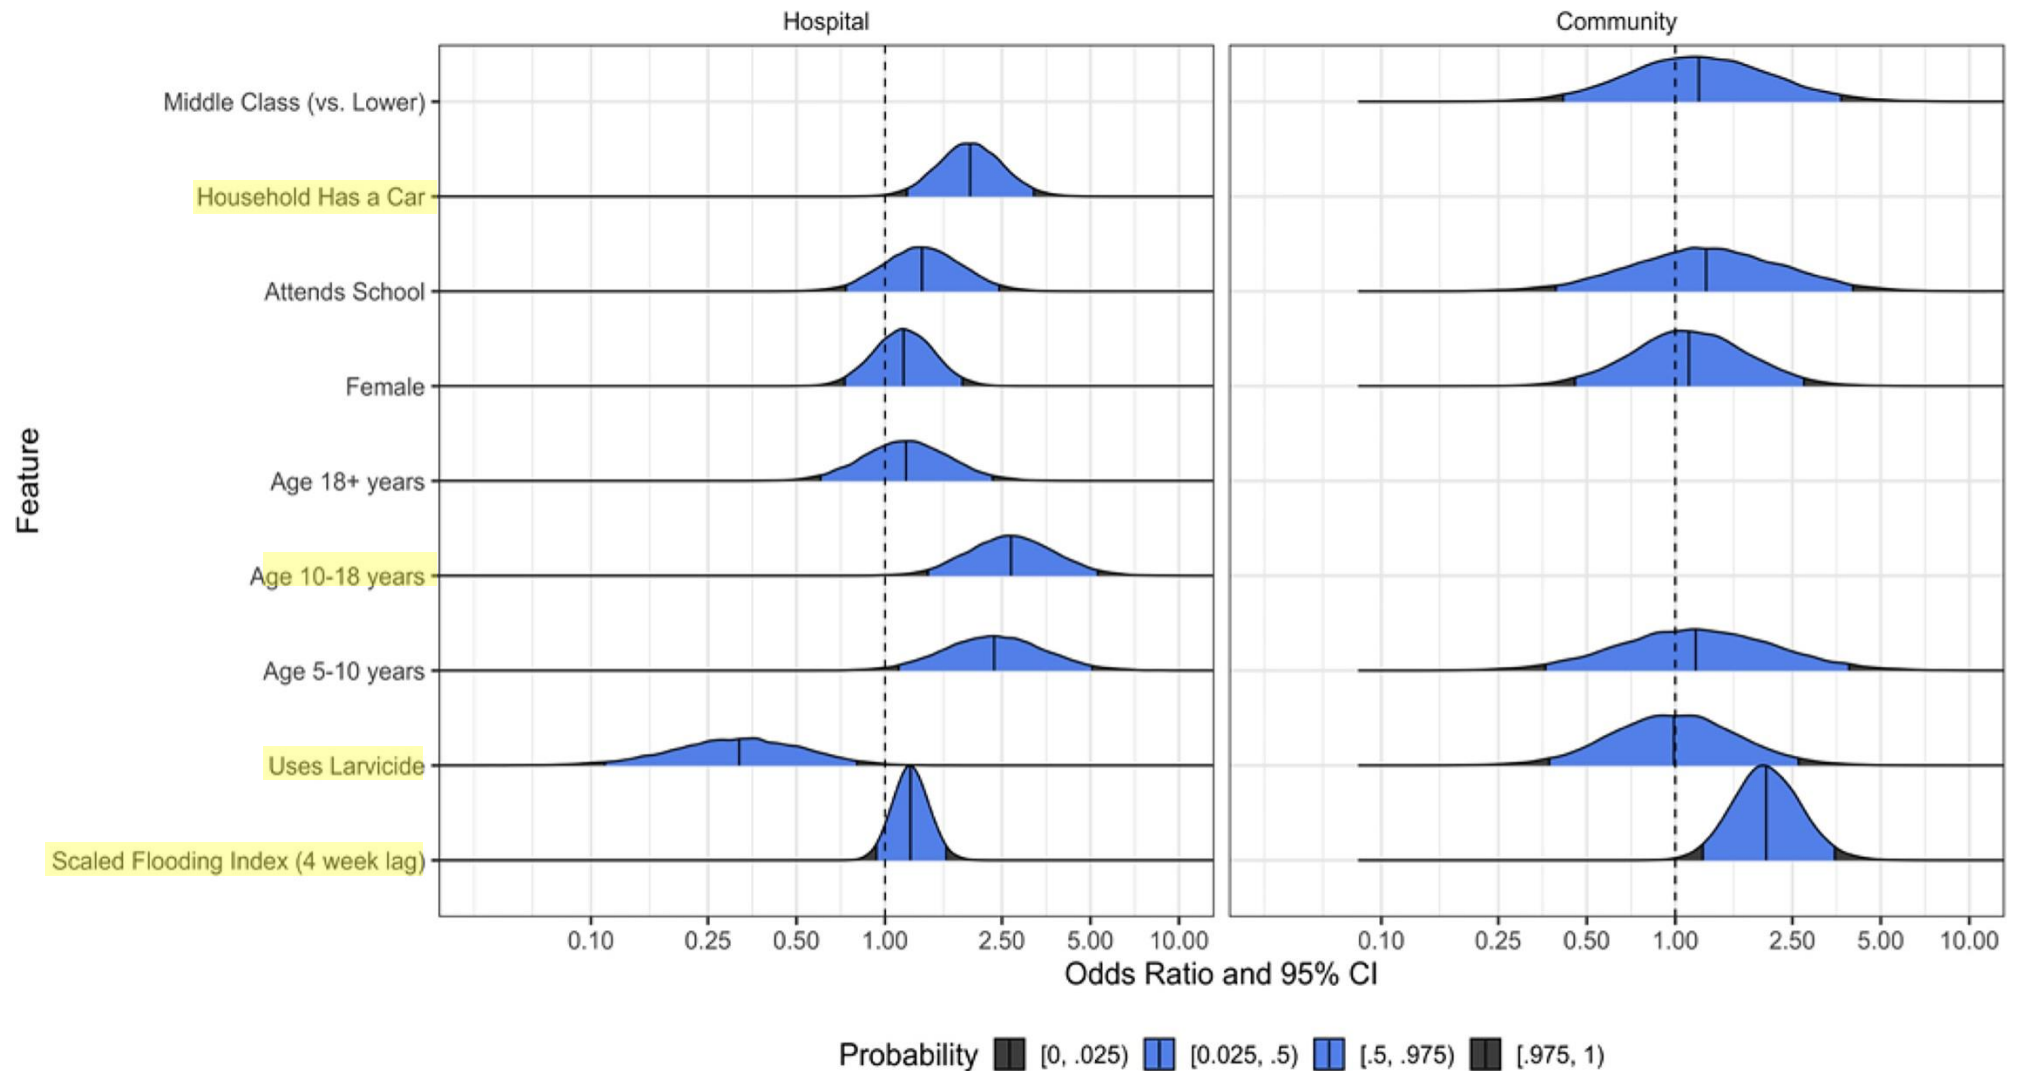 Hospital
Community
Middle Class (vs. Lower)
Household Has a Car
Attends School
Female
Age 18+ years
Age 10-18 years
Age 5-10 years
Uses Larvicide
Scaled Flooding Index (4 week lag)
Feature
0.10 0.25 0.50 1.00 2.50 5.00 10.00
0.10 0.25 0.50 1.00 2.50 5.00 10.00
Odds Ratio and 95% CI
Probability [0, .025) [0.025, .5) [.5, .975) [.975, 1)